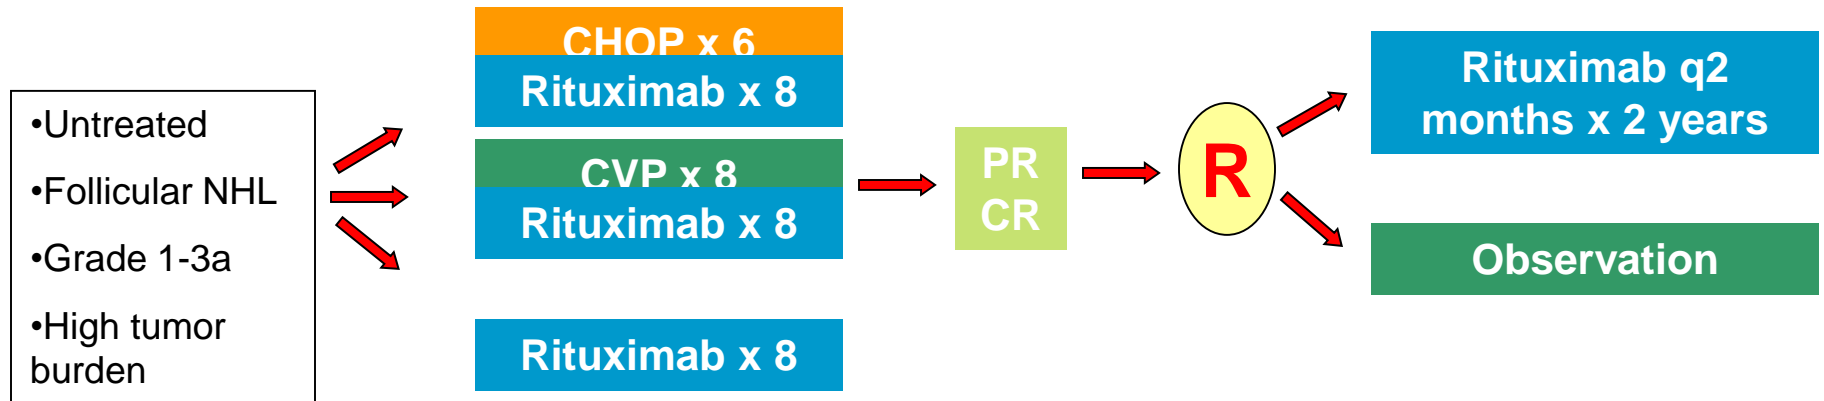 •Untreated
•Follicular NHL
•Grade 1-3a
•High tumor
burden
CHOP x 6
Rituximab x 8
CVP x 8
Rituximab x 8
Rituximab x 8
PR
CR
R
Rituximab q2
months x 2 years
Observation